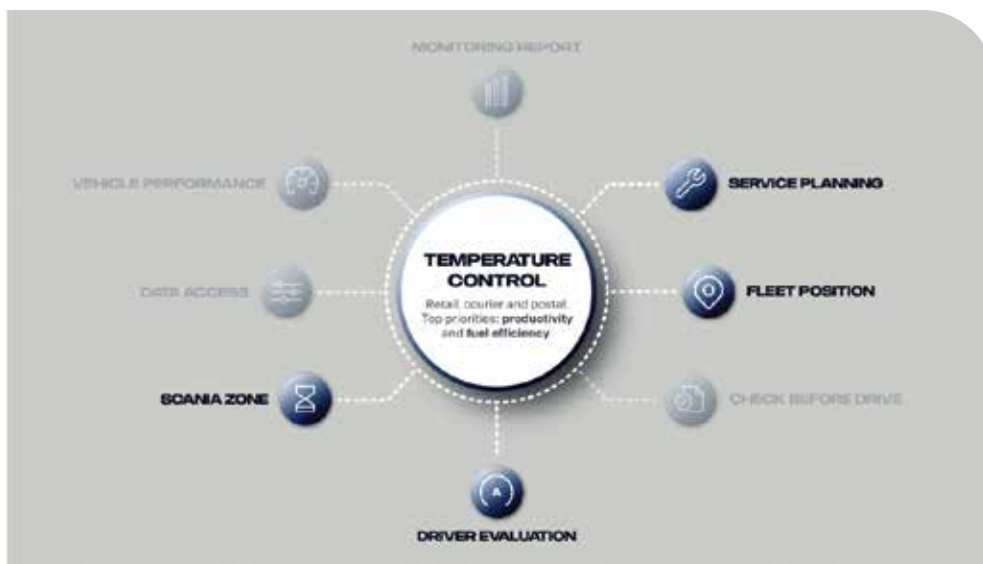 MONITORING REPORT
VEHICLE PERFORMANCE
SERVICE PLANNING
TEMPERATURE
CONTROL
Retail, courier and postal.
Top priorities: productivity
and fuel efficiency
DATA ACCESS
FLEET POSITION
SCANIA ZONE
CHECK BEFORE DRIVE
A
DRIVER EVALUATION